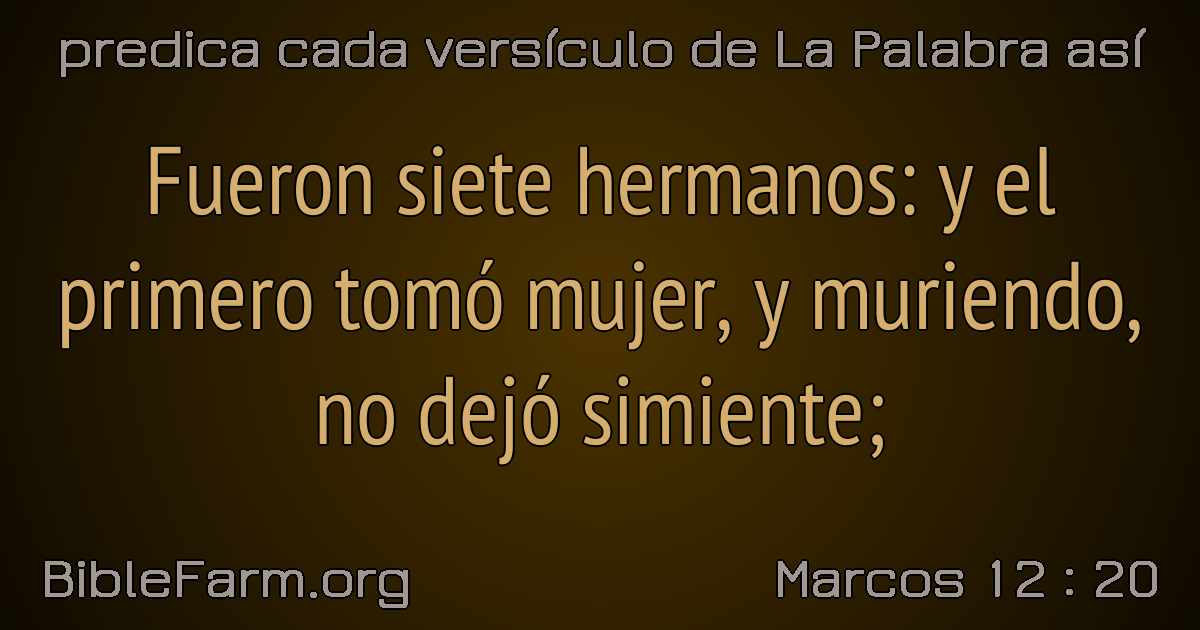 predica cada versículo de La Palabra así
Fueron siete hermanos: y el
primero tomó mujer, y muriendo,
no dejó simiente;
BibleFarm.org
Marcos 12 : 20